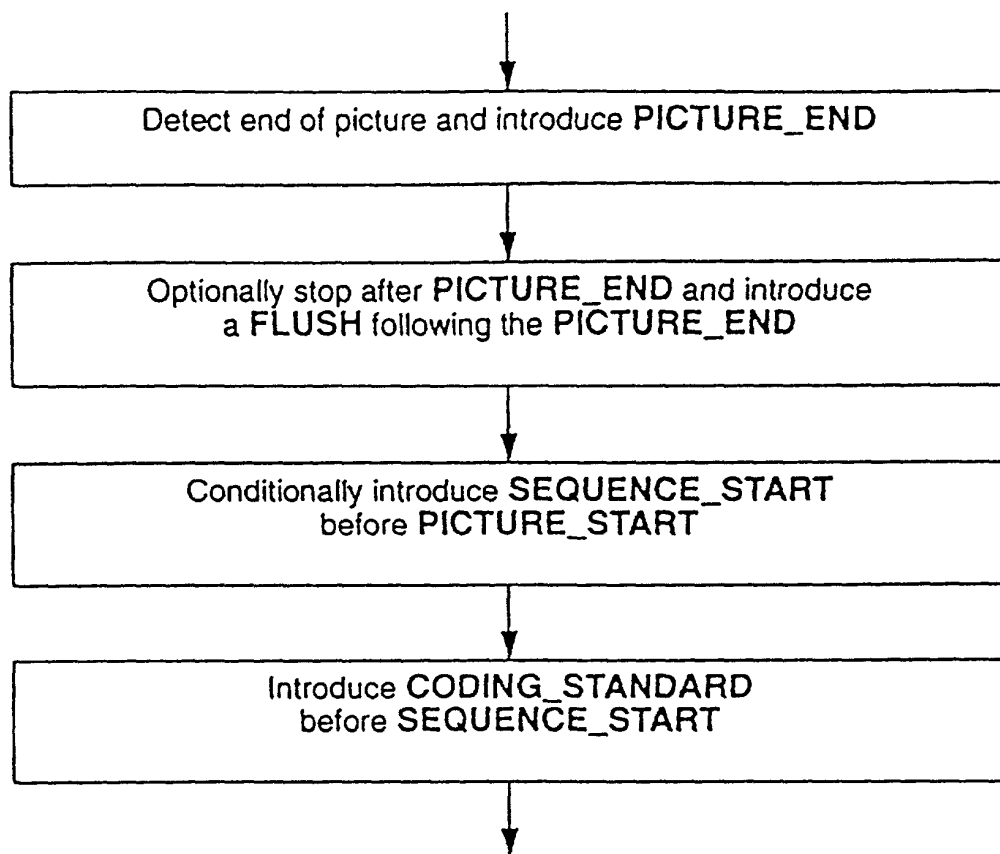 Detect end of picture and introduce PICTURE_END
Optionally stop after PICTURE_END and introduce
a FLUSH following the PICTURE_END
Conditionally introduce SEQUENCE_START
before PICTURE_START
Introduce CODING_STANDARD
before SEQUENCE_START